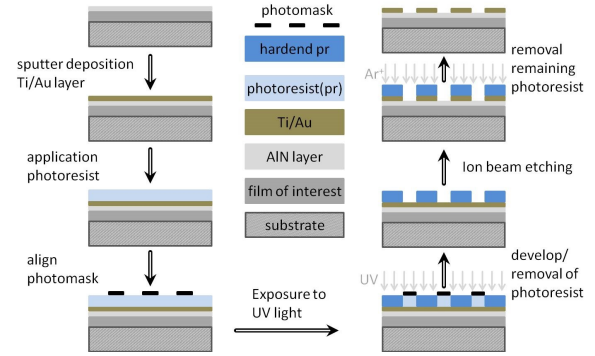 sputter deposition
Ti/Au layer
application
photoresist
align
photomask
photomask
hardend pr
photoresist(pr)
Ti/Au
AlN layer
film of interest
substrate
Exposure to
UV light
UV
develop/
removal of
photoresist
Ion beam etching
Ar⁺
removal
remaining
photoresist